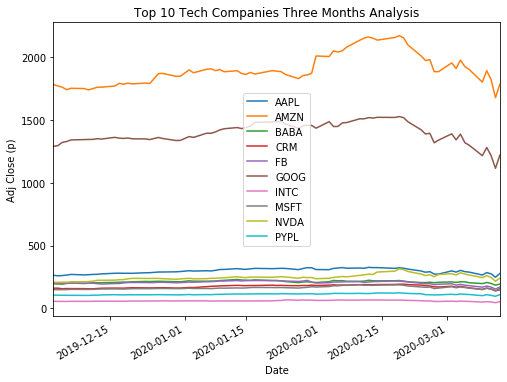 Top 10 Tech Companies Three Months Analysis
Adj Close (p)
2000
1500
1000
500
0
AAPL
AMZN
BABA
CRM
FB
GOOG
INTC
MSFT
NVDA
PYPL
2019-12-15
2020-01-01
2020-01-15
2020-02-01
2020-02-15
2020-03-01
Date